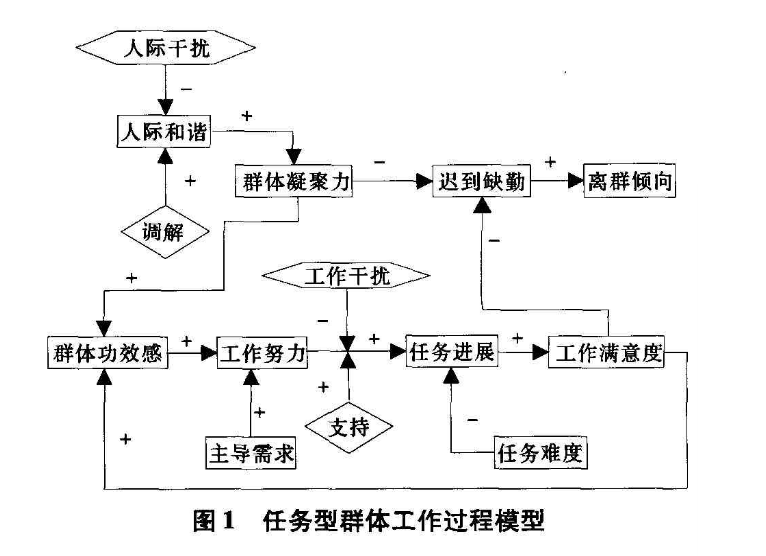 人际干扰
−
人际和谐
+
+
群体凝聚力
−
迟到缺勤
+
离群倾向
调解
−
+
工作干扰
−
群体功效感
+
工作努力
+
任务进展
+
工作满意度
+
+
支持
−
+
主导需求
任务难度
图1 任务型群体工作过程模型